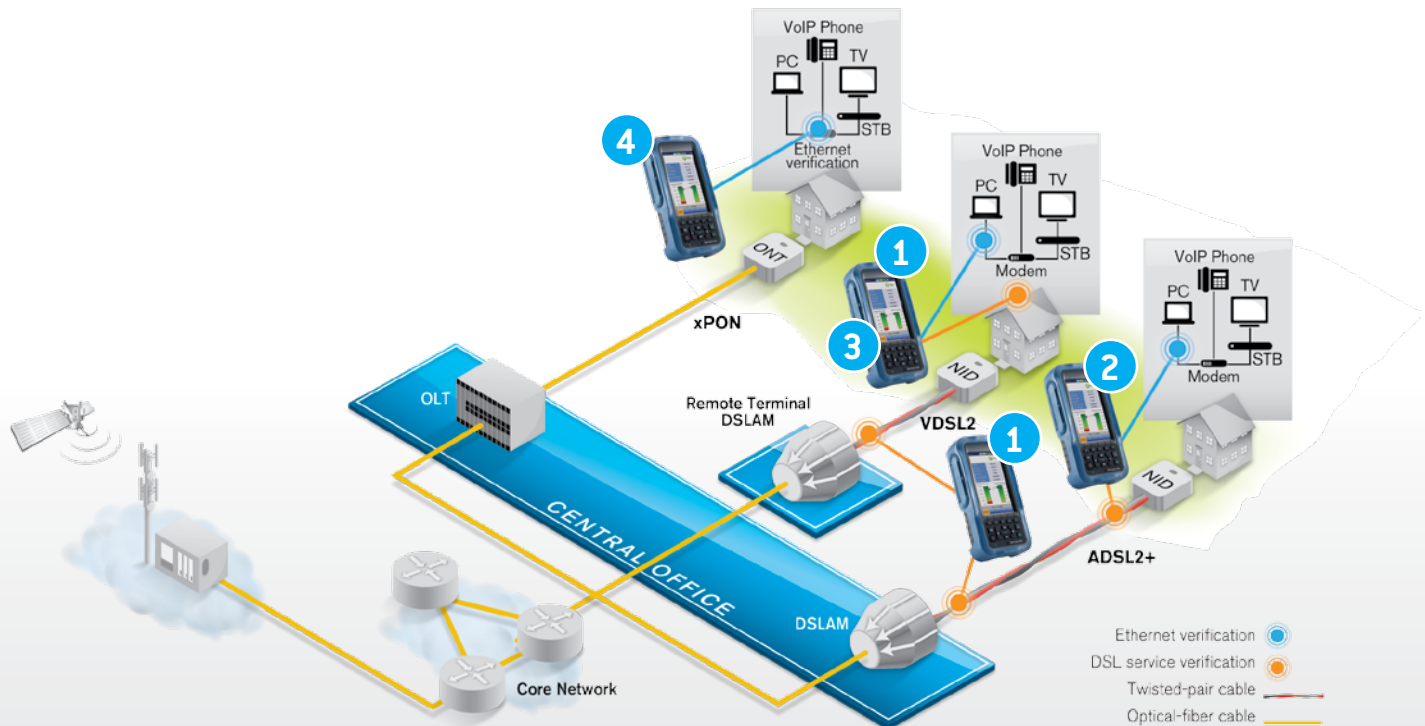 VoIP Phone
PC
TV
STB
Ethernet
verification
4
ONT
xPON
VoIP Phone
PC
TV
STB
Modem
1
3
NID
VDSL2
VoIP Phone
PC
TV
STB
Modem
2
NID
ADSL2+
1
OLT
Remote Terminal
DSLAM
CENTRAL OFFICE
DSLAM
Core Network
Ethernet verification
DSL service verification
Twisted-pair cable
Optical-fiber cable